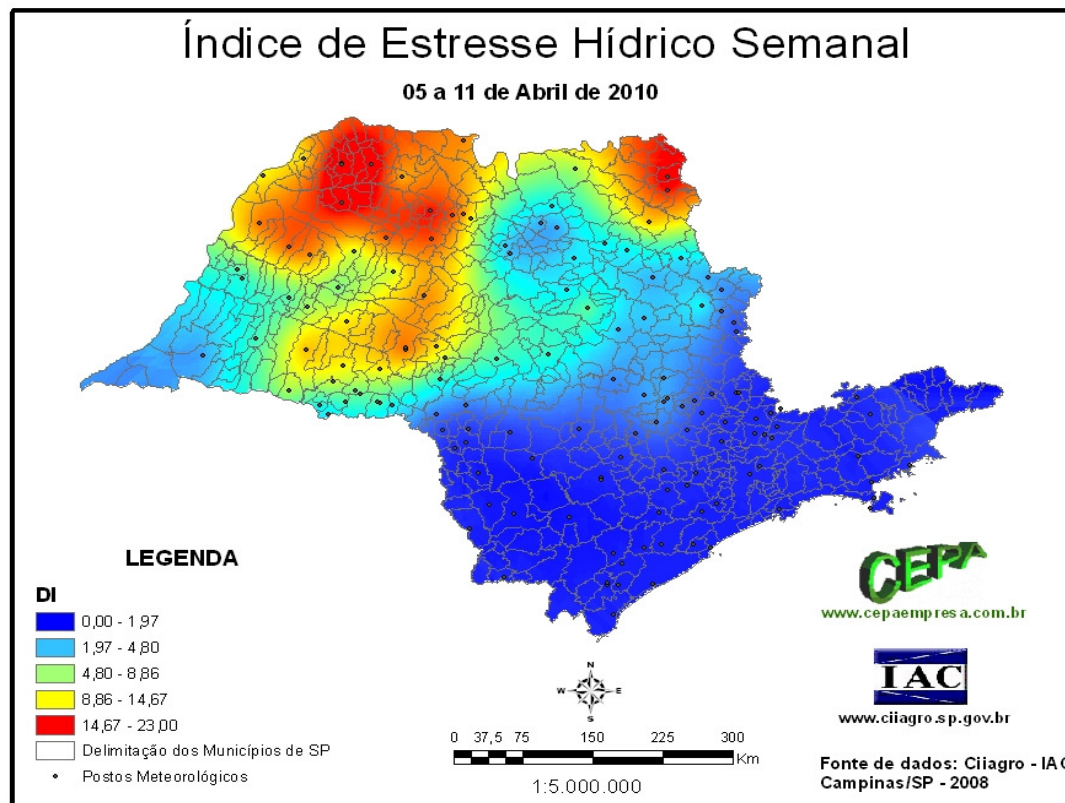 Índice de Estresse Hídrico Semanal
05 a 11 de Abril de 2010
LEGENDA
DI
0,00 - 1,97
1,97 - 4,80
4,80 - 8,86
8,86 - 14,67
14,67 - 23,00
Delimitação dos Municípios de SP
Postos Meteorológicos
N
W E
S
0 37,5 75 150 225 300
Km
1:5.000.000
CEPA
www.cepaempresa.com.br
IAC
www.ciiagro.sp.gov.br
Fonte de dados: Ciiagro - IAC
Campinas/SP - 2008